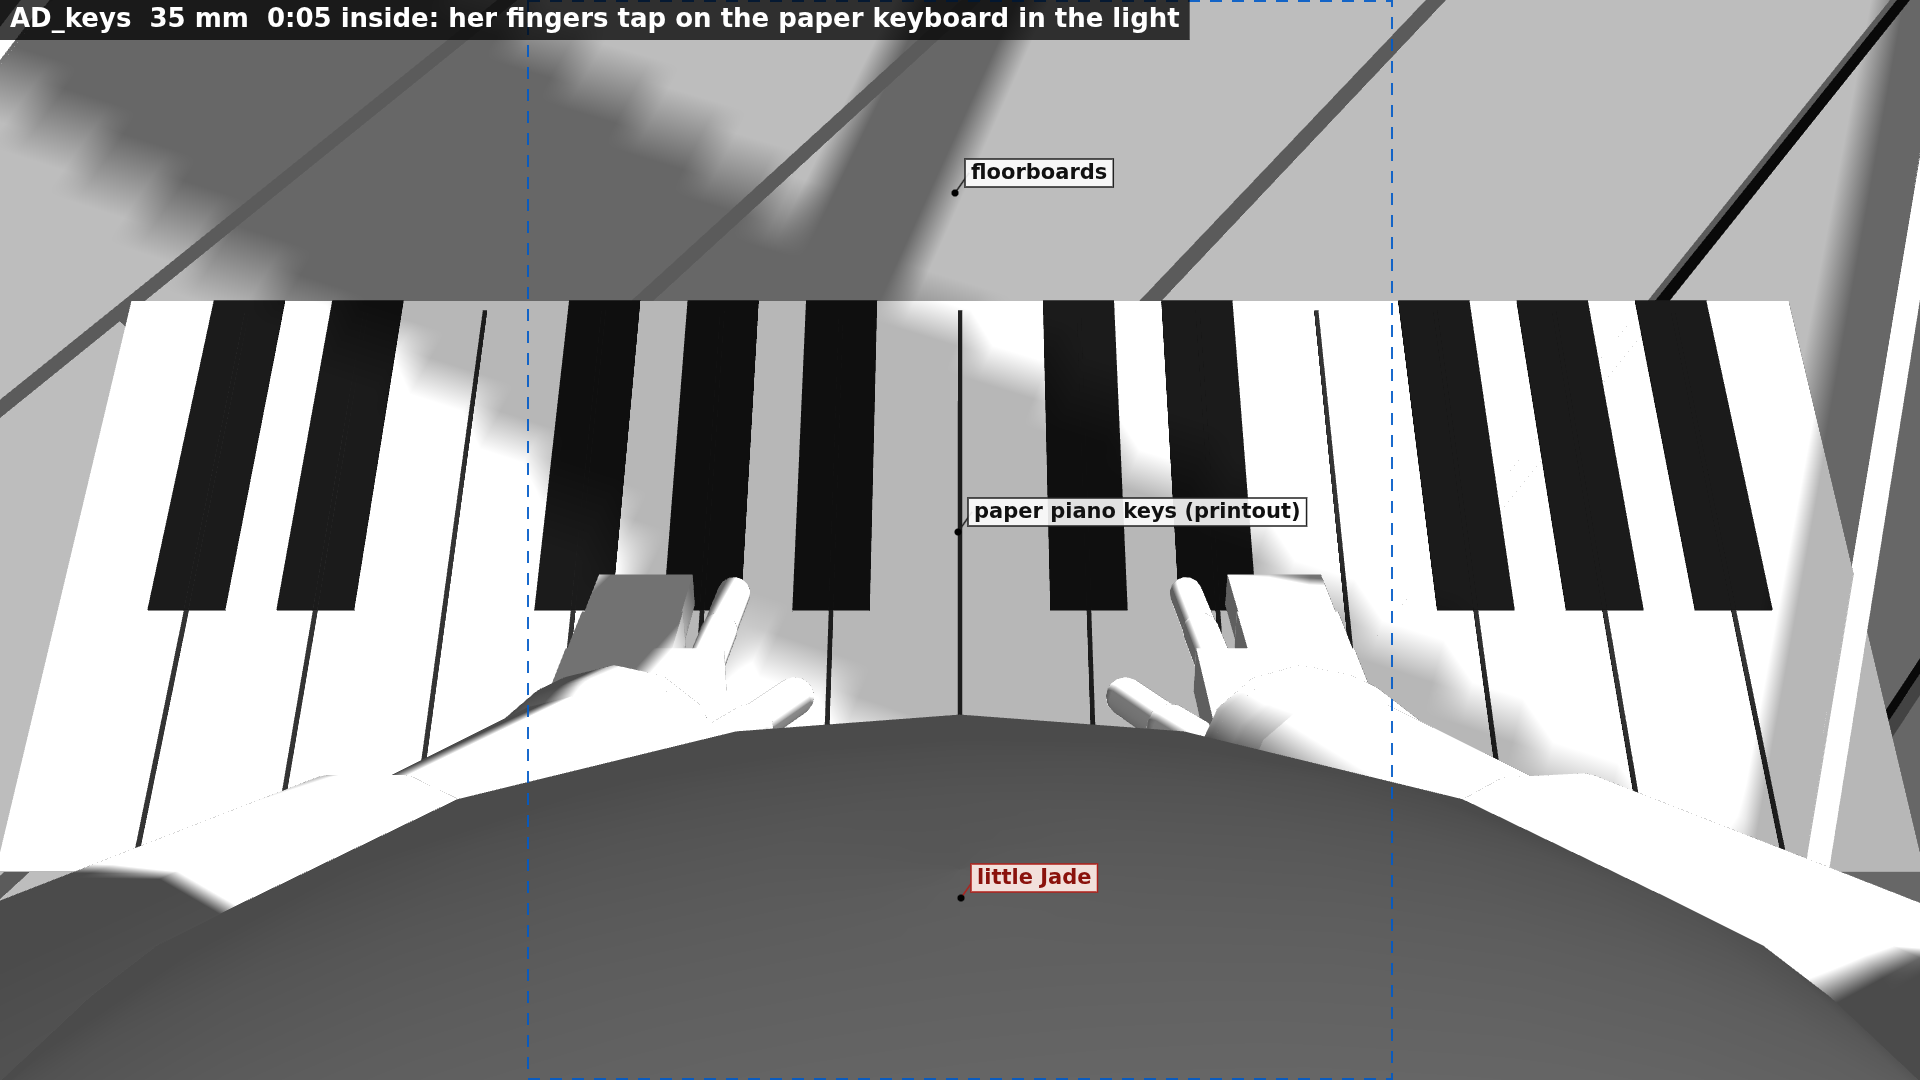 AD_keys 35 mm 0:05 inside: her fingers tap on the paper keyboard in the light
floorboards
paper piano keys (printout)
little Jade